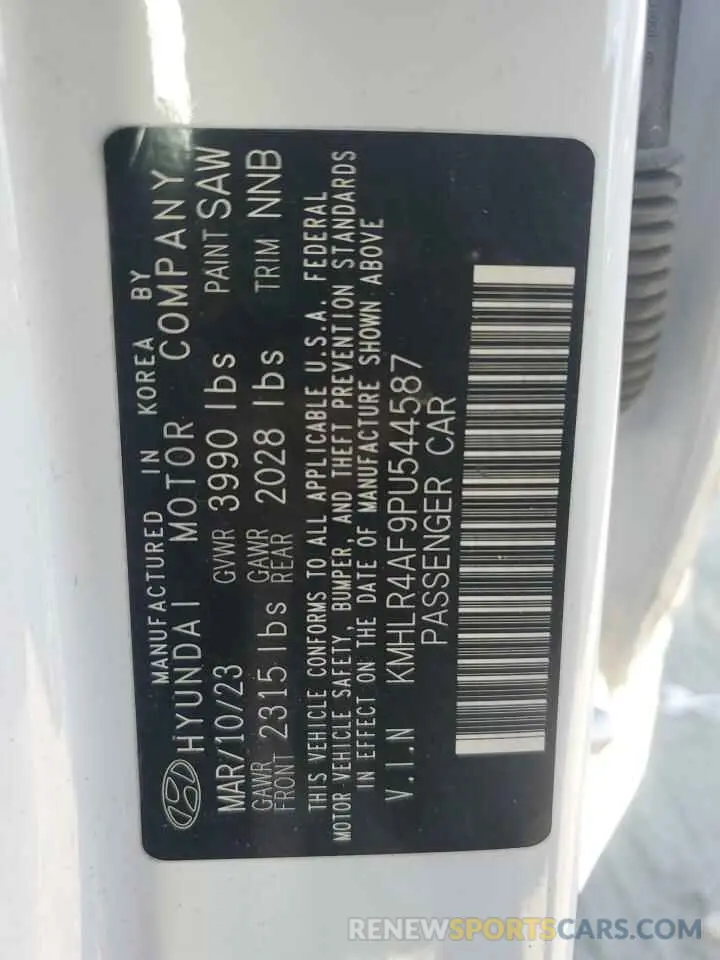 MANUFACTURED IN KOREA BY
HYUNDAI MOTOR COMPANY
MAR/10/23 GVWR 3990 lbs PAINT SAW
GAWR FRONT 2315 lbs GAWR REAR 2028 lbs TRIM NNB
THIS VEHICLE CONFORMS TO ALL APPLICABLE U.S.A. FEDERAL
MOTOR VEHICLE SAFETY, BUMPER, AND THEFT PREVENTION STANDARDS
IN EFFECT ON THE DATE OF MANUFACTURE SHOWN ABOVE
V.I.N KMHLR4AF9PU544587
PASSENGER CAR
RENEWSPORTSCARS.COM